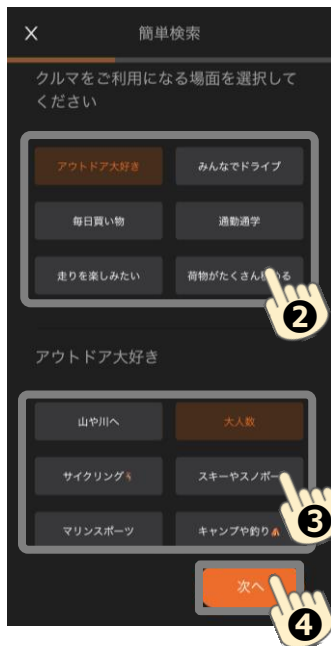 × 簡単検索
クルマをご利用になる場面を選択して
ください
アウトドア大好き みんなでドライブ
毎日買い物 通勤通学
走りを楽しみたい 荷物がたくさん める
❷
アウトドア大好き
山や川へ 大人数
サイクリング スキーやスノボー
❸
マリンスポーツ キャンプや釣り
次へ
❹